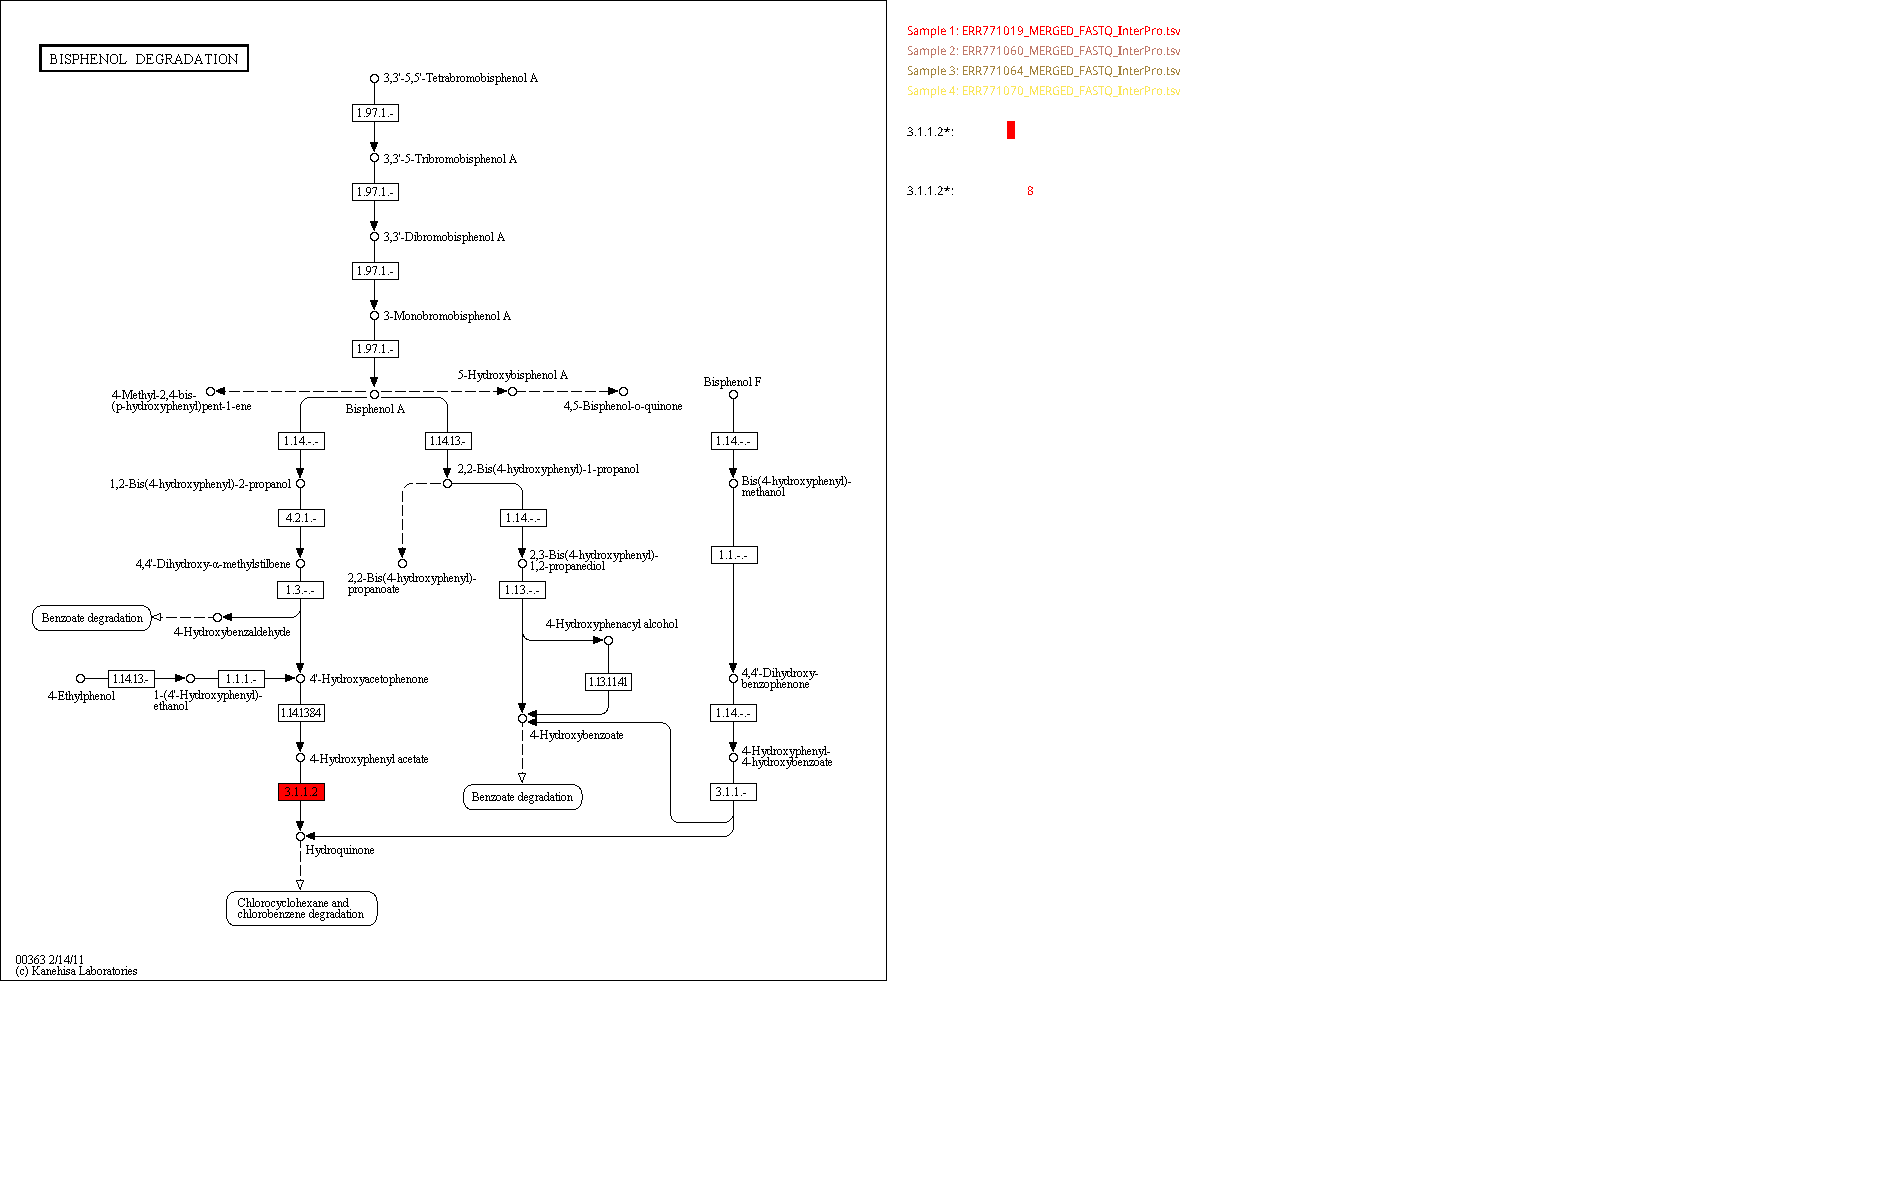 BISPHENOL DEGRADATION
3,3'-5,5'-Tetrabromobisphenol A
1.97.1.-
3,3'-5-Tribromobisphenol A
1.97.1.-
3,3'-Dibromobisphenol A
1.97.1.-
3-Monobromobisphenol A
1.97.1.-
4-Methyl-2,4-bis-
(p-hydroxyphenyl)pent-1-ene
Bisphenol A
5-Hydroxybisphenol A
4,5-Bisphenol-o-quinone
Bisphenol F
1.14.-.-
1.14.13.-
1.14.-.-
1,2-Bis(4-hydroxyphenyl)-2-propanol
2,2-Bis(4-hydroxyphenyl)-1-propanol
Bis(4-hydroxyphenyl)-
methanol
4.2.1.-
1.14.-.-
1.1.-.-
4,4'-Dihydroxy-α-methylstilbene
2,2-Bis(4-hydroxyphenyl)-
propanoate
2,3-Bis(4-hydroxyphenyl)-
1,2-propanediol
1.3.-.-
1.13.-.-
Benzoate degradation
4-Hydroxybenzaldehyde
4-Hydroxyphenacyl alcohol
4-Ethylphenol
1.14.13.-
1-(4'-Hydroxyphenyl)-
ethanol
1.1.1.-
4'-Hydroxyacetophenone
1.13.11.41
4,4'-Dihydroxy-
benzophenone
1.14.13.84
1.14.-.-
4-Hydroxybenzoate
4-Hydroxyphenyl acetate
4-Hydroxyphenyl-
4-hydroxybenzoate
3.1.1.2
Benzoate degradation
3.1.1.-
Hydroquinone
Chlorocyclohexane and
chlorobenzene degradation
00363 2/14/11
(c) Kanehisa Laboratories
Sample 1: ERR771019_MERGED_FASTQ_InterPro.tsv
Sample 2: ERR771060_MERGED_FASTQ_InterPro.tsv
Sample 3: ERR771064_MERGED_FASTQ_InterPro.tsv
Sample 4: ERR771070_MERGED_FASTQ_InterPro.tsv
3.1.1.2*:
3.1.1.2*: 8